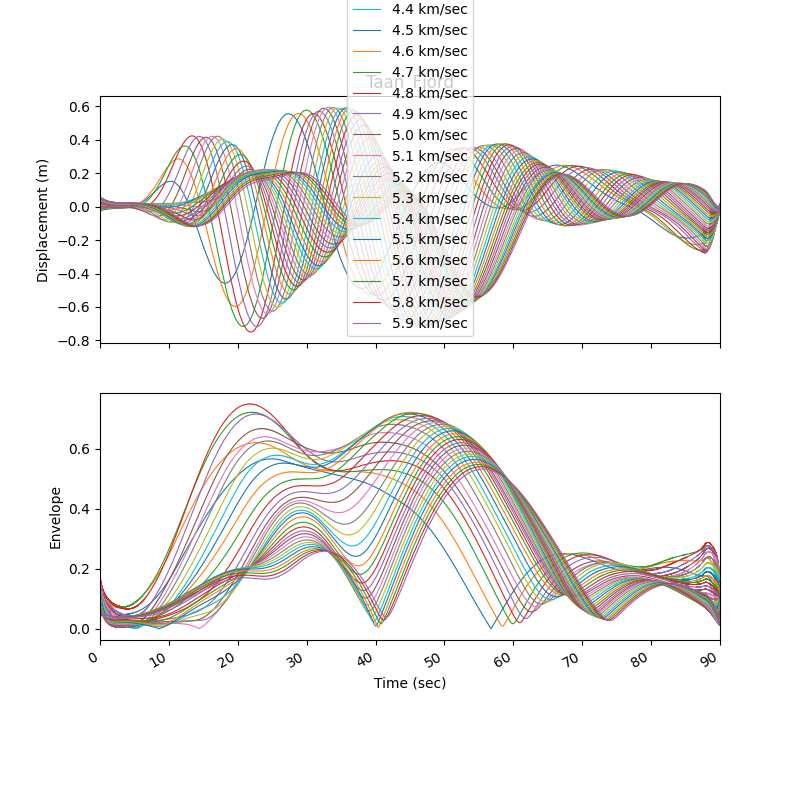 4.4 km/sec
4.5 km/sec
4.6 km/sec
4.7 km/sec
Taan Fjord
4.8 km/sec
4.9 km/sec
5.0 km/sec
5.1 km/sec
5.2 km/sec
5.3 km/sec
5.4 km/sec
5.5 km/sec
5.6 km/sec
5.7 km/sec
5.8 km/sec
5.9 km/sec
Displacement (m)
0.6
0.4
0.2
0.0
−0.2
−0.4
−0.6
−0.8
Envelope
0.6
0.4
0.2
0.0
0 10 20 30 40 50 60 70 80 90
Time (sec)